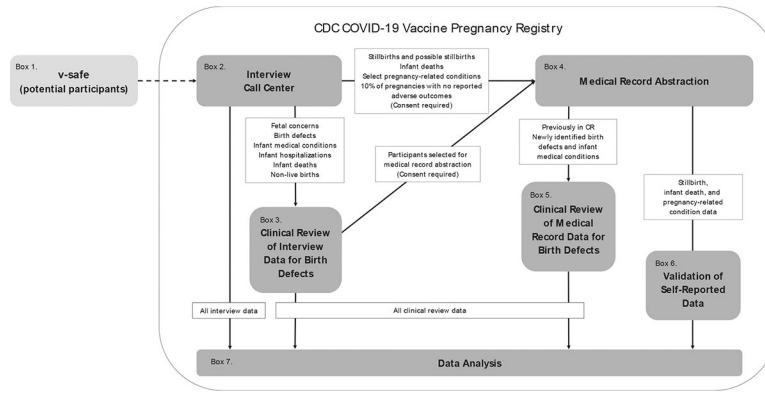 CDC COVID-19 Vaccine Pregnancy Registry
Box 1.
v-safe
(potential participants)
Box 2.
Interview
Call Center
Stillbirths and possible stillbirths
Infant deaths
Select pregnancy-related conditions
10% of pregnancies with no reported
adverse outcomes
(Consent required)
Box 4.
Medical Record Abstraction
Fetal concerns
Birth defects
Infant medical conditions
Infant hospitalizations
Infant deaths
Non-live births
Participants selected for
medical record abstraction
(Consent required)
Previously in CR
Newly identified birth
defects and infant
medical conditions
Stillbirth,
infant death, and
pregnancy-related
condition data
Box 3.
Clinical Review
of Interview
Data for Birth
Defects
Box 5.
Clinical Review
of Medical
Record Data for
Birth Defects
Box 6.
Validation of
Self-Reported
Data
All interview data
All clinical review data
Box 7.
Data Analysis